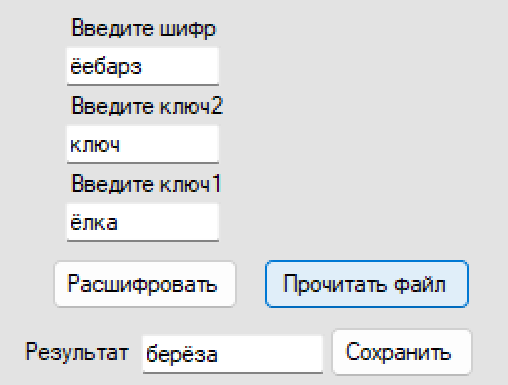 Введите шифр
ёебарз
Введите ключ2
ключ
Введите ключ1
ёлка
Расшифровать Прочитать файл
Результат берёза Сохранить